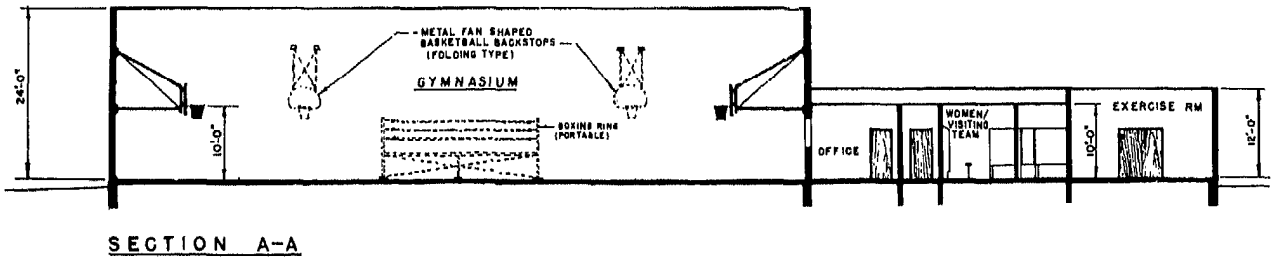 METAL FAN SHAPED
BASKETBALL BACKSTOPS
(FOLDING TYPE)
GYMNASIUM
24'-0"
10'-0"
BOXING RING
(PORTABLE)
OFFICE
WOMEN/
VISITING
TEAM
10'-0"
EXERCISE RM
12'-0"
SECTION A-A